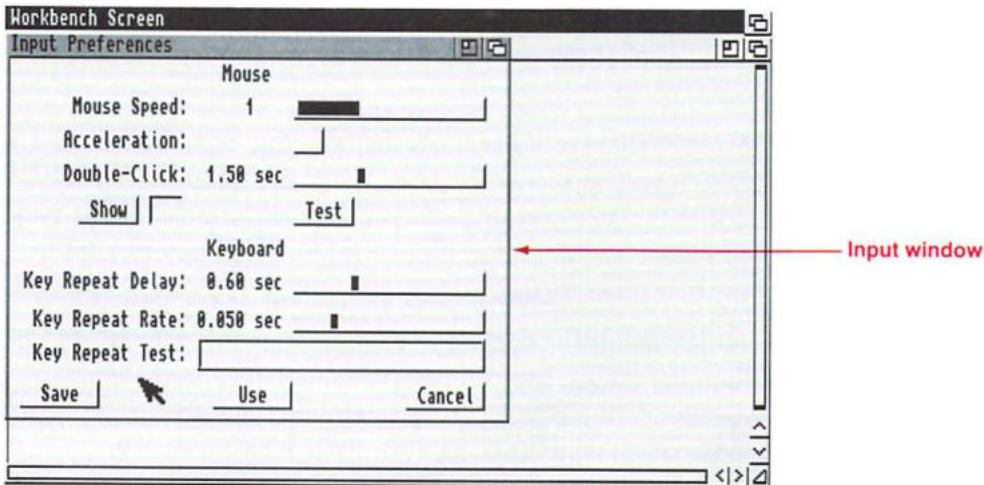 Workbench Screen
Input Preferences
Mouse
Mouse Speed: 1
Acceleration:
Double-Click: 1.50 sec
Show Test
Keyboard
Input window
Key Repeat Delay: 0.60 sec
Key Repeat Rate: 0.050 sec
Key Repeat Test:
Save Use Cancel